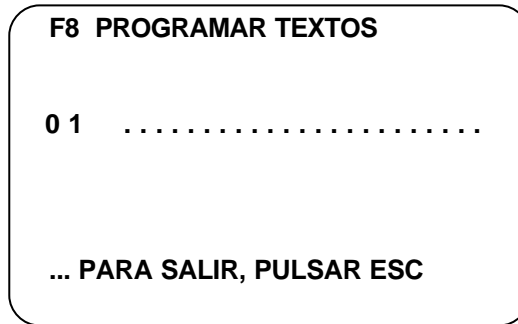 F8 PROGRAMAR TEXTOS
0 1 . . . . . . . . . . . . . . . . . . . . . . .
... PARA SALIR, PULSAR ESC